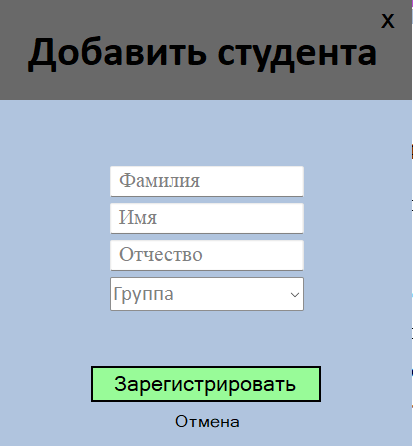 X
Добавить студента
Фамилия
Имя
Отчество
Группа
Зарегистрировать
Отмена